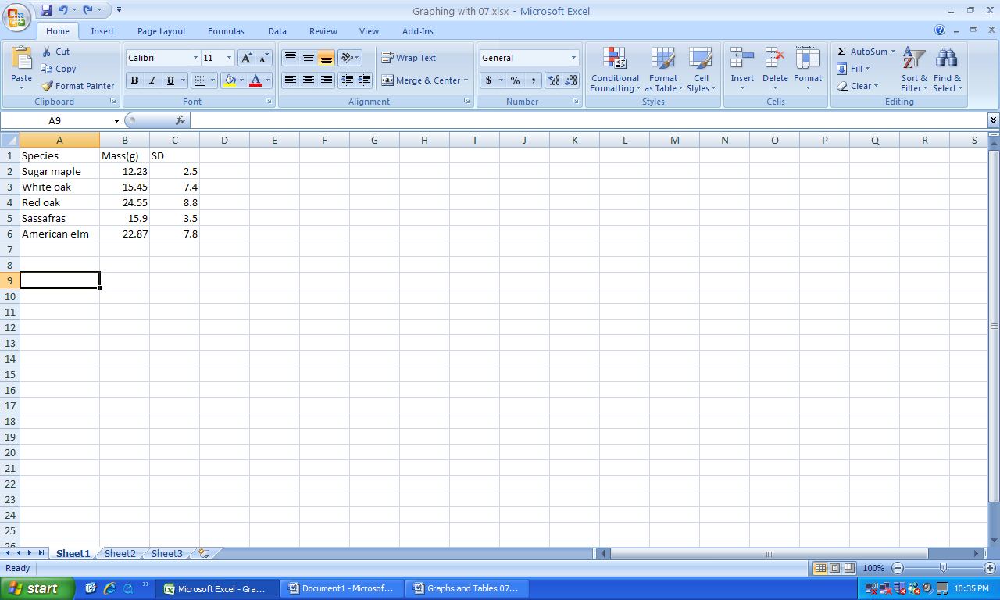 Graphing with 07.xlsx - Microsoft Excel
Home Insert Page Layout Formulas Data Review View Add-Ins
Paste Cut Copy Format Painter
Calibri 11
B I U A A A
Wrap Text
Merge & Center
General
$ % , .00 .0
Conditional Formatting Format as Table Cell Styles
Insert Delete Format
Σ AutoSum Fill Clear
Sort & Filter Find & Select
Clipboard Font Alignment Number Styles Cells Editing
A9 fx
A B C D E F G H I J K L M N O P Q R S
1 Species Mass(g) SD
2 Sugar maple 12.23 2.5
3 White oak 15.45 7.4
4 Red oak 24.55 8.8
5 Sassafras 15.9 3.5
6 American elm 22.87 7.8
7
8
9
10
11
12
13
14
15
16
17
18
19
20
21
22
23
24
25
26
Sheet1 Sheet2 Sheet3
Ready 100%
start Microsoft Excel - Gra... Document1 - Microsof... Graphs and Tables 07... 10:35 PM